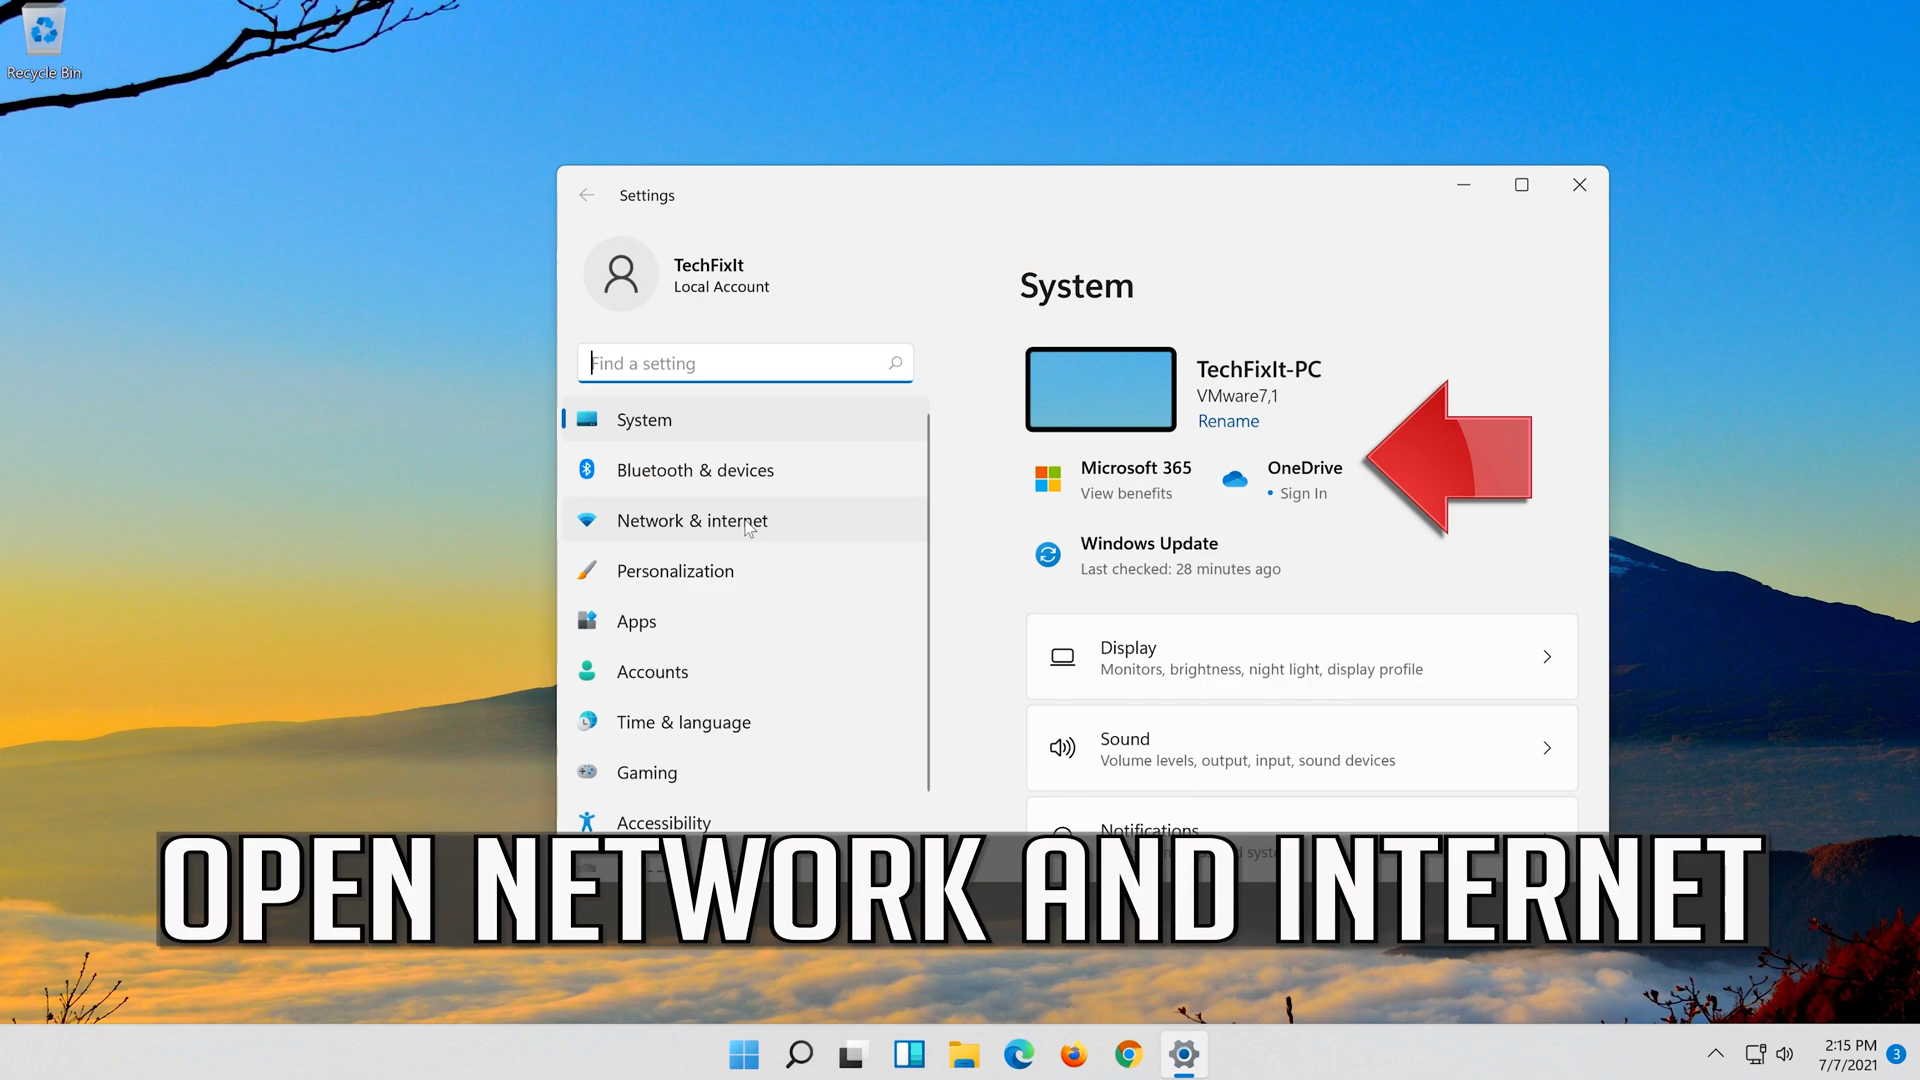 Recycle Bin
Settings
TechFixIt
Local Account
Find a setting
System
Bluetooth & devices
Network & internet
Personalization
Apps
Accounts
Time & language
Gaming
Accessibility
System
TechFixIt-PC
VMware7,1
Rename
Microsoft 365
View benefits
OneDrive
• Sign In
Windows Update
Last checked: 28 minutes ago
Display
Monitors, brightness, night light, display profile
Sound
Volume levels, output, input, sound devices
Notifications
OPEN NETWORK AND INTERNET
2:15 PM
7/7/2021
3